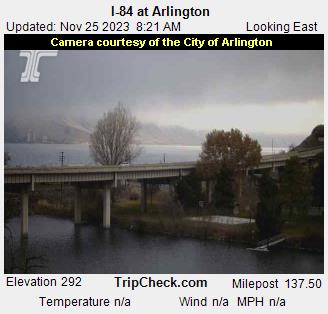 I-84 at Arlington
Updated: Nov 25 2023 8:21 AM Looking East
Camera courtesy of the City of Arlington
Elevation 292 TripCheck.com Milepost 137.50
Temperature n/a Wind n/a MPH n/a